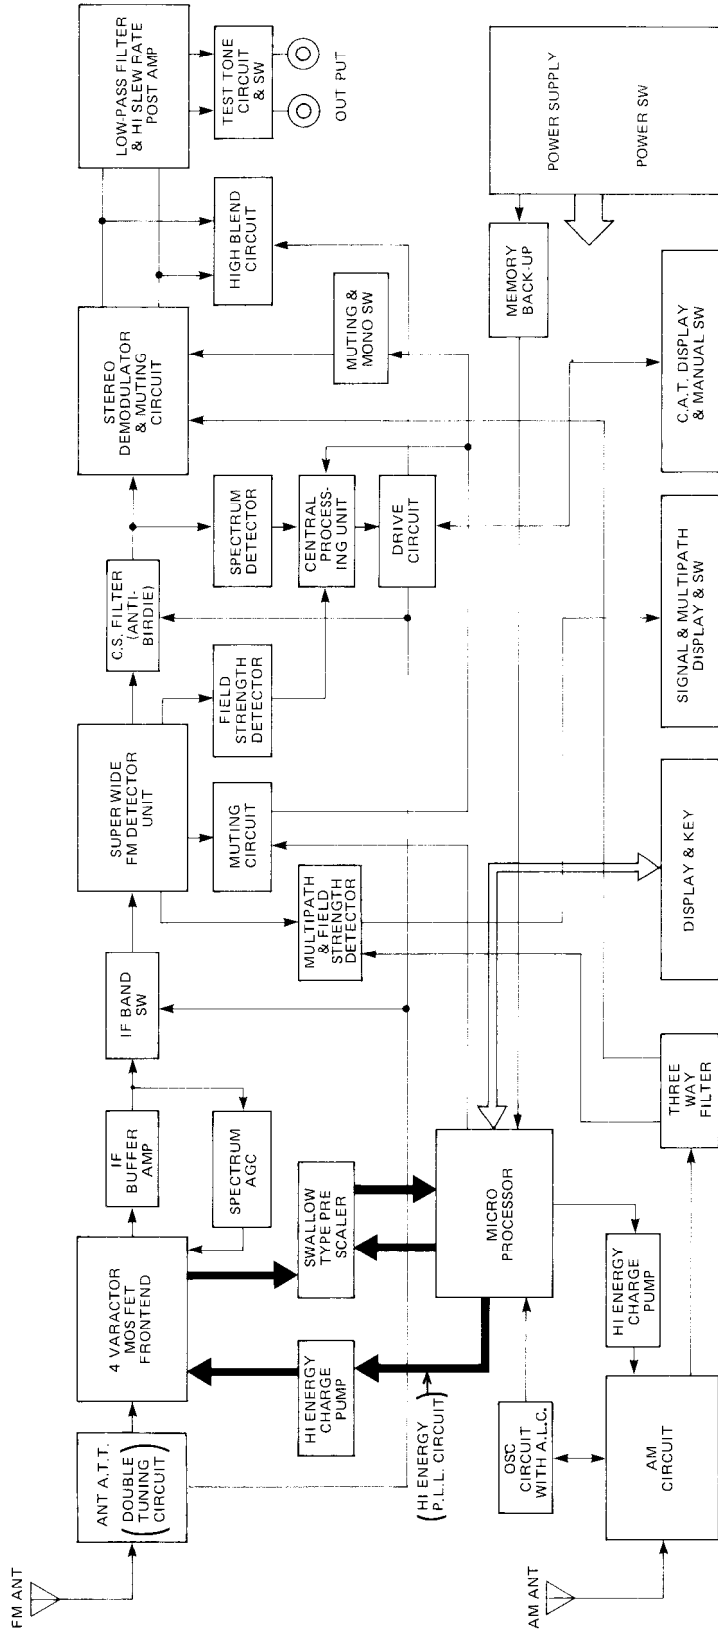 FM ANT
ANT A.T.T.
(DOUBLE
TUNING
CIRCUIT)
4 VARACTOR
MOS FET
FRONTEND
IF
BUFFER
AMP
IF BAND
SW
SUPER WIDE
FM DETECTOR
UNIT
C.S. FILTER
(ANTI-
BIRDIE)
STEREO
DEMODULATOR
& MUTING
CIRCUIT
LOW-PASS FILTER
& HI SLEW RATE
POST AMP
SPECTRUM
AGC
MUTING
CIRCUIT
FIELD
STRENGTH
DETECTOR
SPECTRUM
DETECTOR
HIGH BLEND
CIRCUIT
TEST TONE
CIRCUIT
& SW
OUT PUT
HI ENERGY
CHARGE
PUMP
SWALLOW
TYPE PRE
SCALER
MULTIPATH
& FIELD
STRENGTH
DETECTOR
CENTRAL
PROCESS-
ING UNIT
MUTING &
MONO SW
DRIVE
CIRCUIT
(HI ENERGY
P.L.L. CIRCUIT)
MICRO
PROCESSOR
MEMORY
BACK-UP
POWER SUPPLY
POWER SW
OSC
CIRCUIT
WITH A.L.C.
HI ENERGY
CHARGE
PUMP
AM ANT
AM
CIRCUIT
THREE
WAY
FILTER
DISPLAY & KEY
SIGNAL & MULTIPATH
DISPLAY & SW
C.A.T. DISPLAY
& MANUAL SW